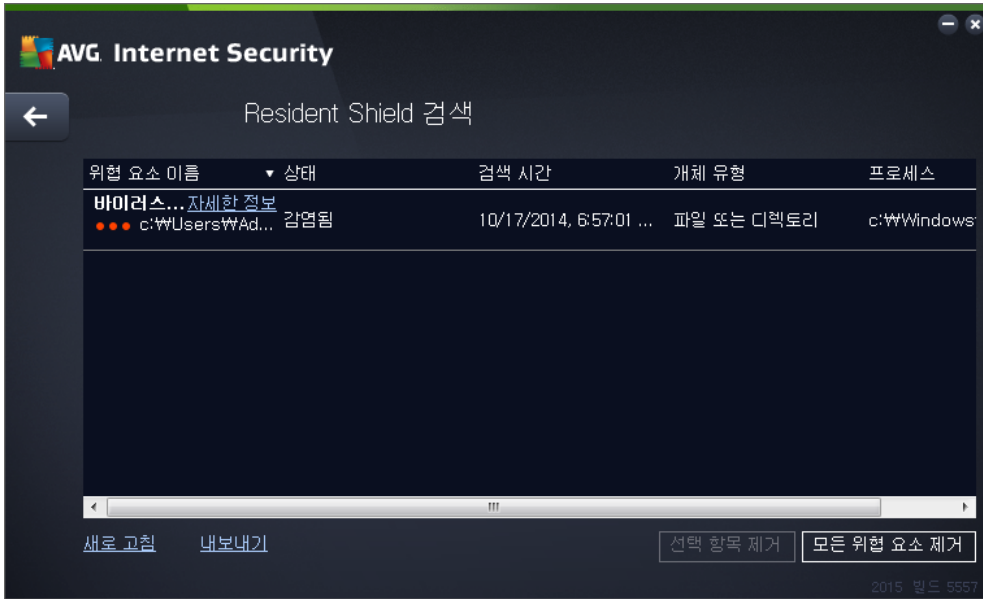 AVG Internet Security
Resident Shield 검색
위협 요소 이름 ▼ 상태 검색 시간 개체 유형 프로세스
바이러스... 자세한 정보
c:₩Users₩Ad... 감염됨 10/17/2014, 6:57:01 ... 파일 또는 디렉토리 c:₩Windows
새로 고침 내보내기 선택 항목 제거 모든 위협 요소 제거
2015 빌드 5557